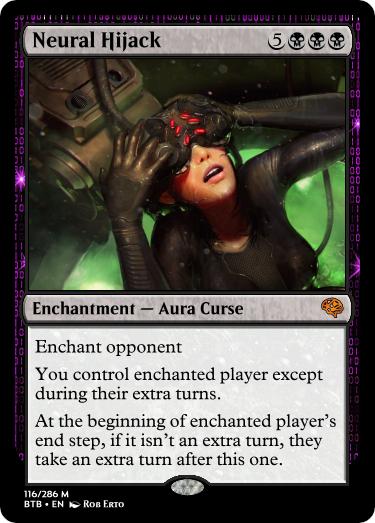 Neural Hijack 5
Enchantment — Aura Curse
Enchant opponent
You control enchanted player except
during their extra turns.
At the beginning of enchanted player's
end step, if it isn't an extra turn, they
take an extra turn after this one.
116/286 M
BTB • EN Rob Erto